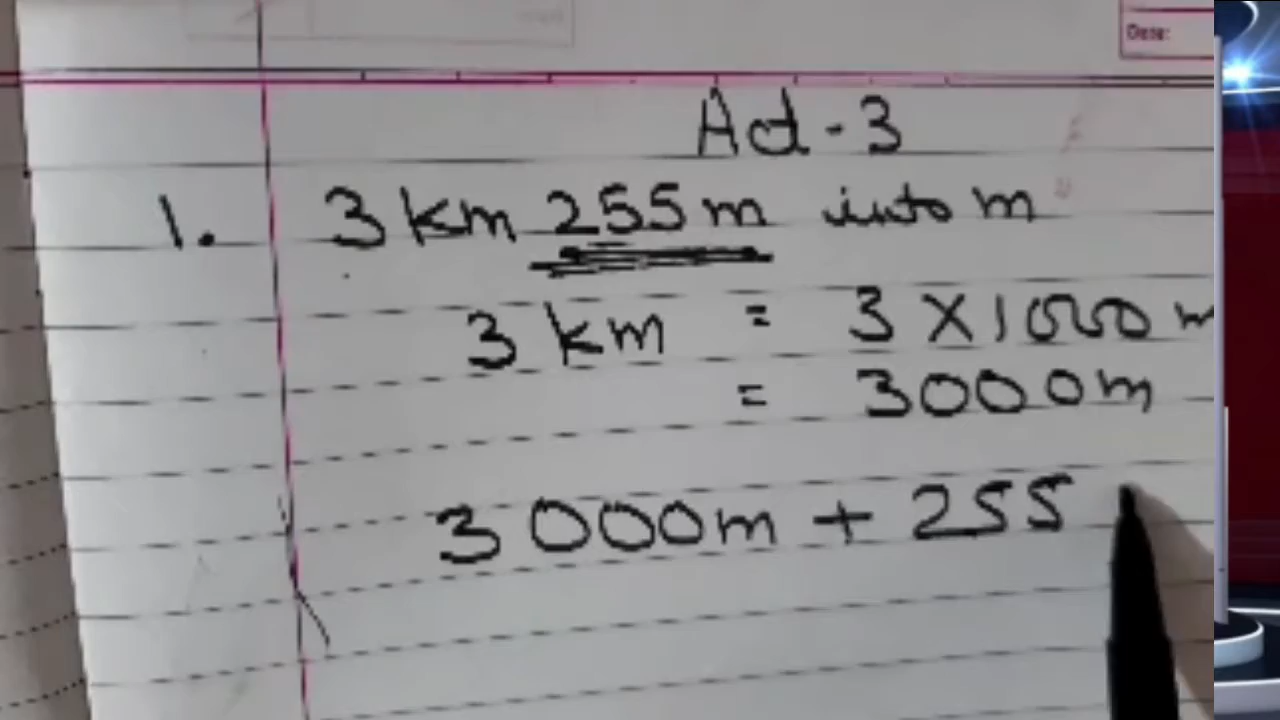 Date:
Act - 3
1. 3 km 255 m into m
3 km = 3 X 1000 m
= 3000 m
3000 m + 255